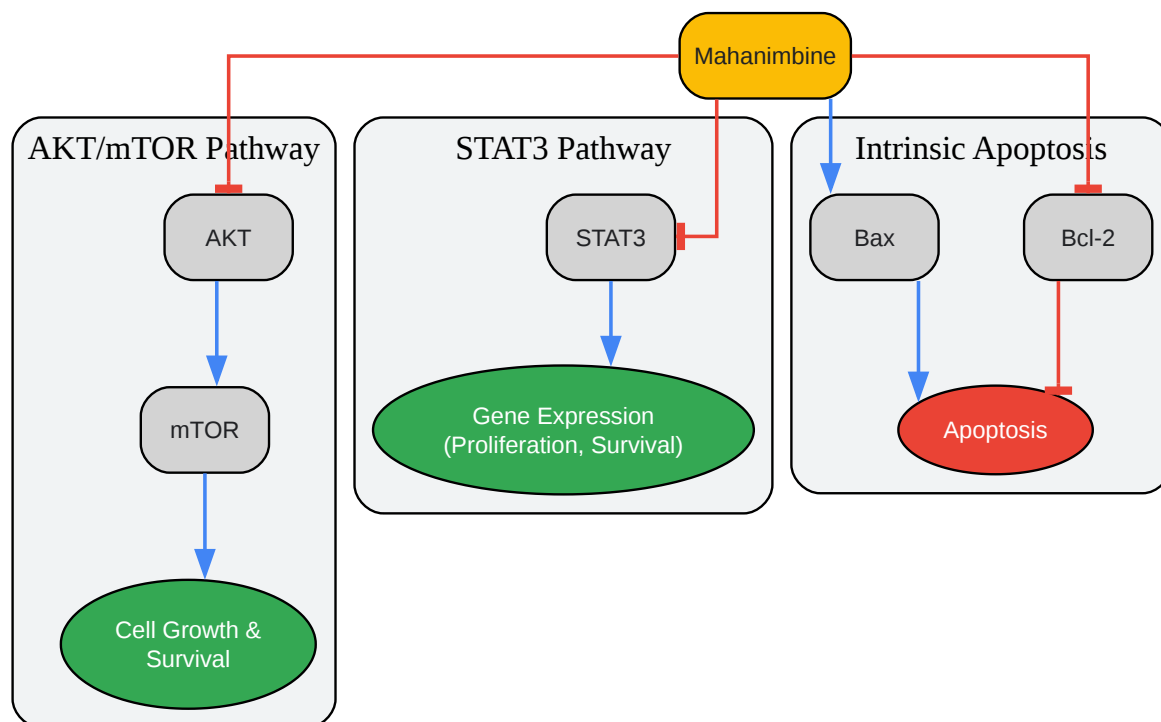 Mahanimbine
AKT/mTOR Pathway
STAT3 Pathway
Intrinsic Apoptosis
AKT
STAT3
Bax
Bcl-2
mTOR
Gene Expression
(Proliferation, Survival)
Apoptosis
Cell Growth &
Survival